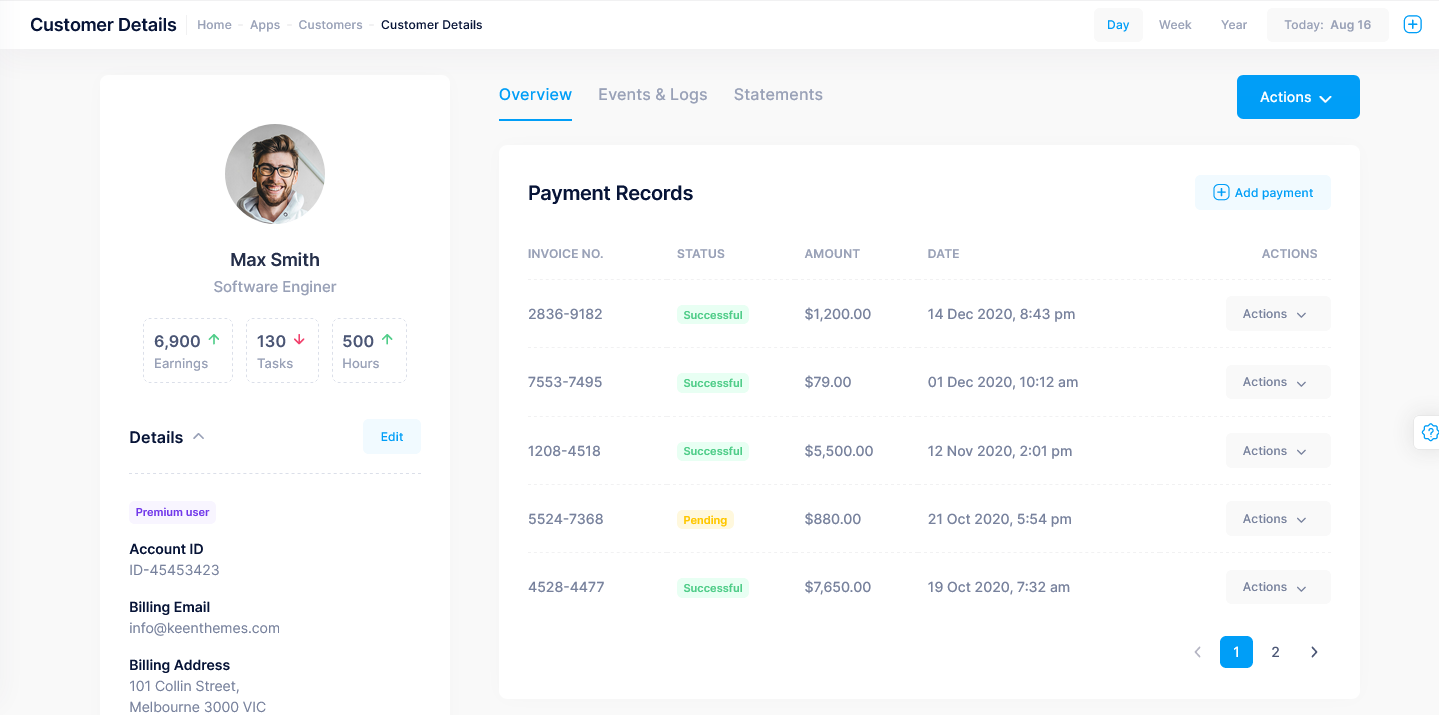 Customer Details
Home - Apps - Customers - Customer Details
Day Week Year Today: Aug 16
Max Smith
Software Enginer
6,900 130 500
Earnings Tasks Hours
Details Edit
Premium user
Account ID
ID-45453423
Billing Email
info@keenthemes.com
Billing Address
101 Collin Street,
Melbourne 3000 VIC
Overview Events & Logs Statements
Actions
Payment Records
Add payment
INVOICE NO. STATUS AMOUNT DATE ACTIONS
2836-9182 Successful $1,200.00 14 Dec 2020, 8:43 pm Actions
7553-7495 Successful $79.00 01 Dec 2020, 10:12 am Actions
1208-4518 Successful $5,500.00 12 Nov 2020, 2:01 pm Actions
5524-7368 Pending $880.00 21 Oct 2020, 5:54 pm Actions
4528-4477 Successful $7,650.00 19 Oct 2020, 7:32 am Actions
1 2